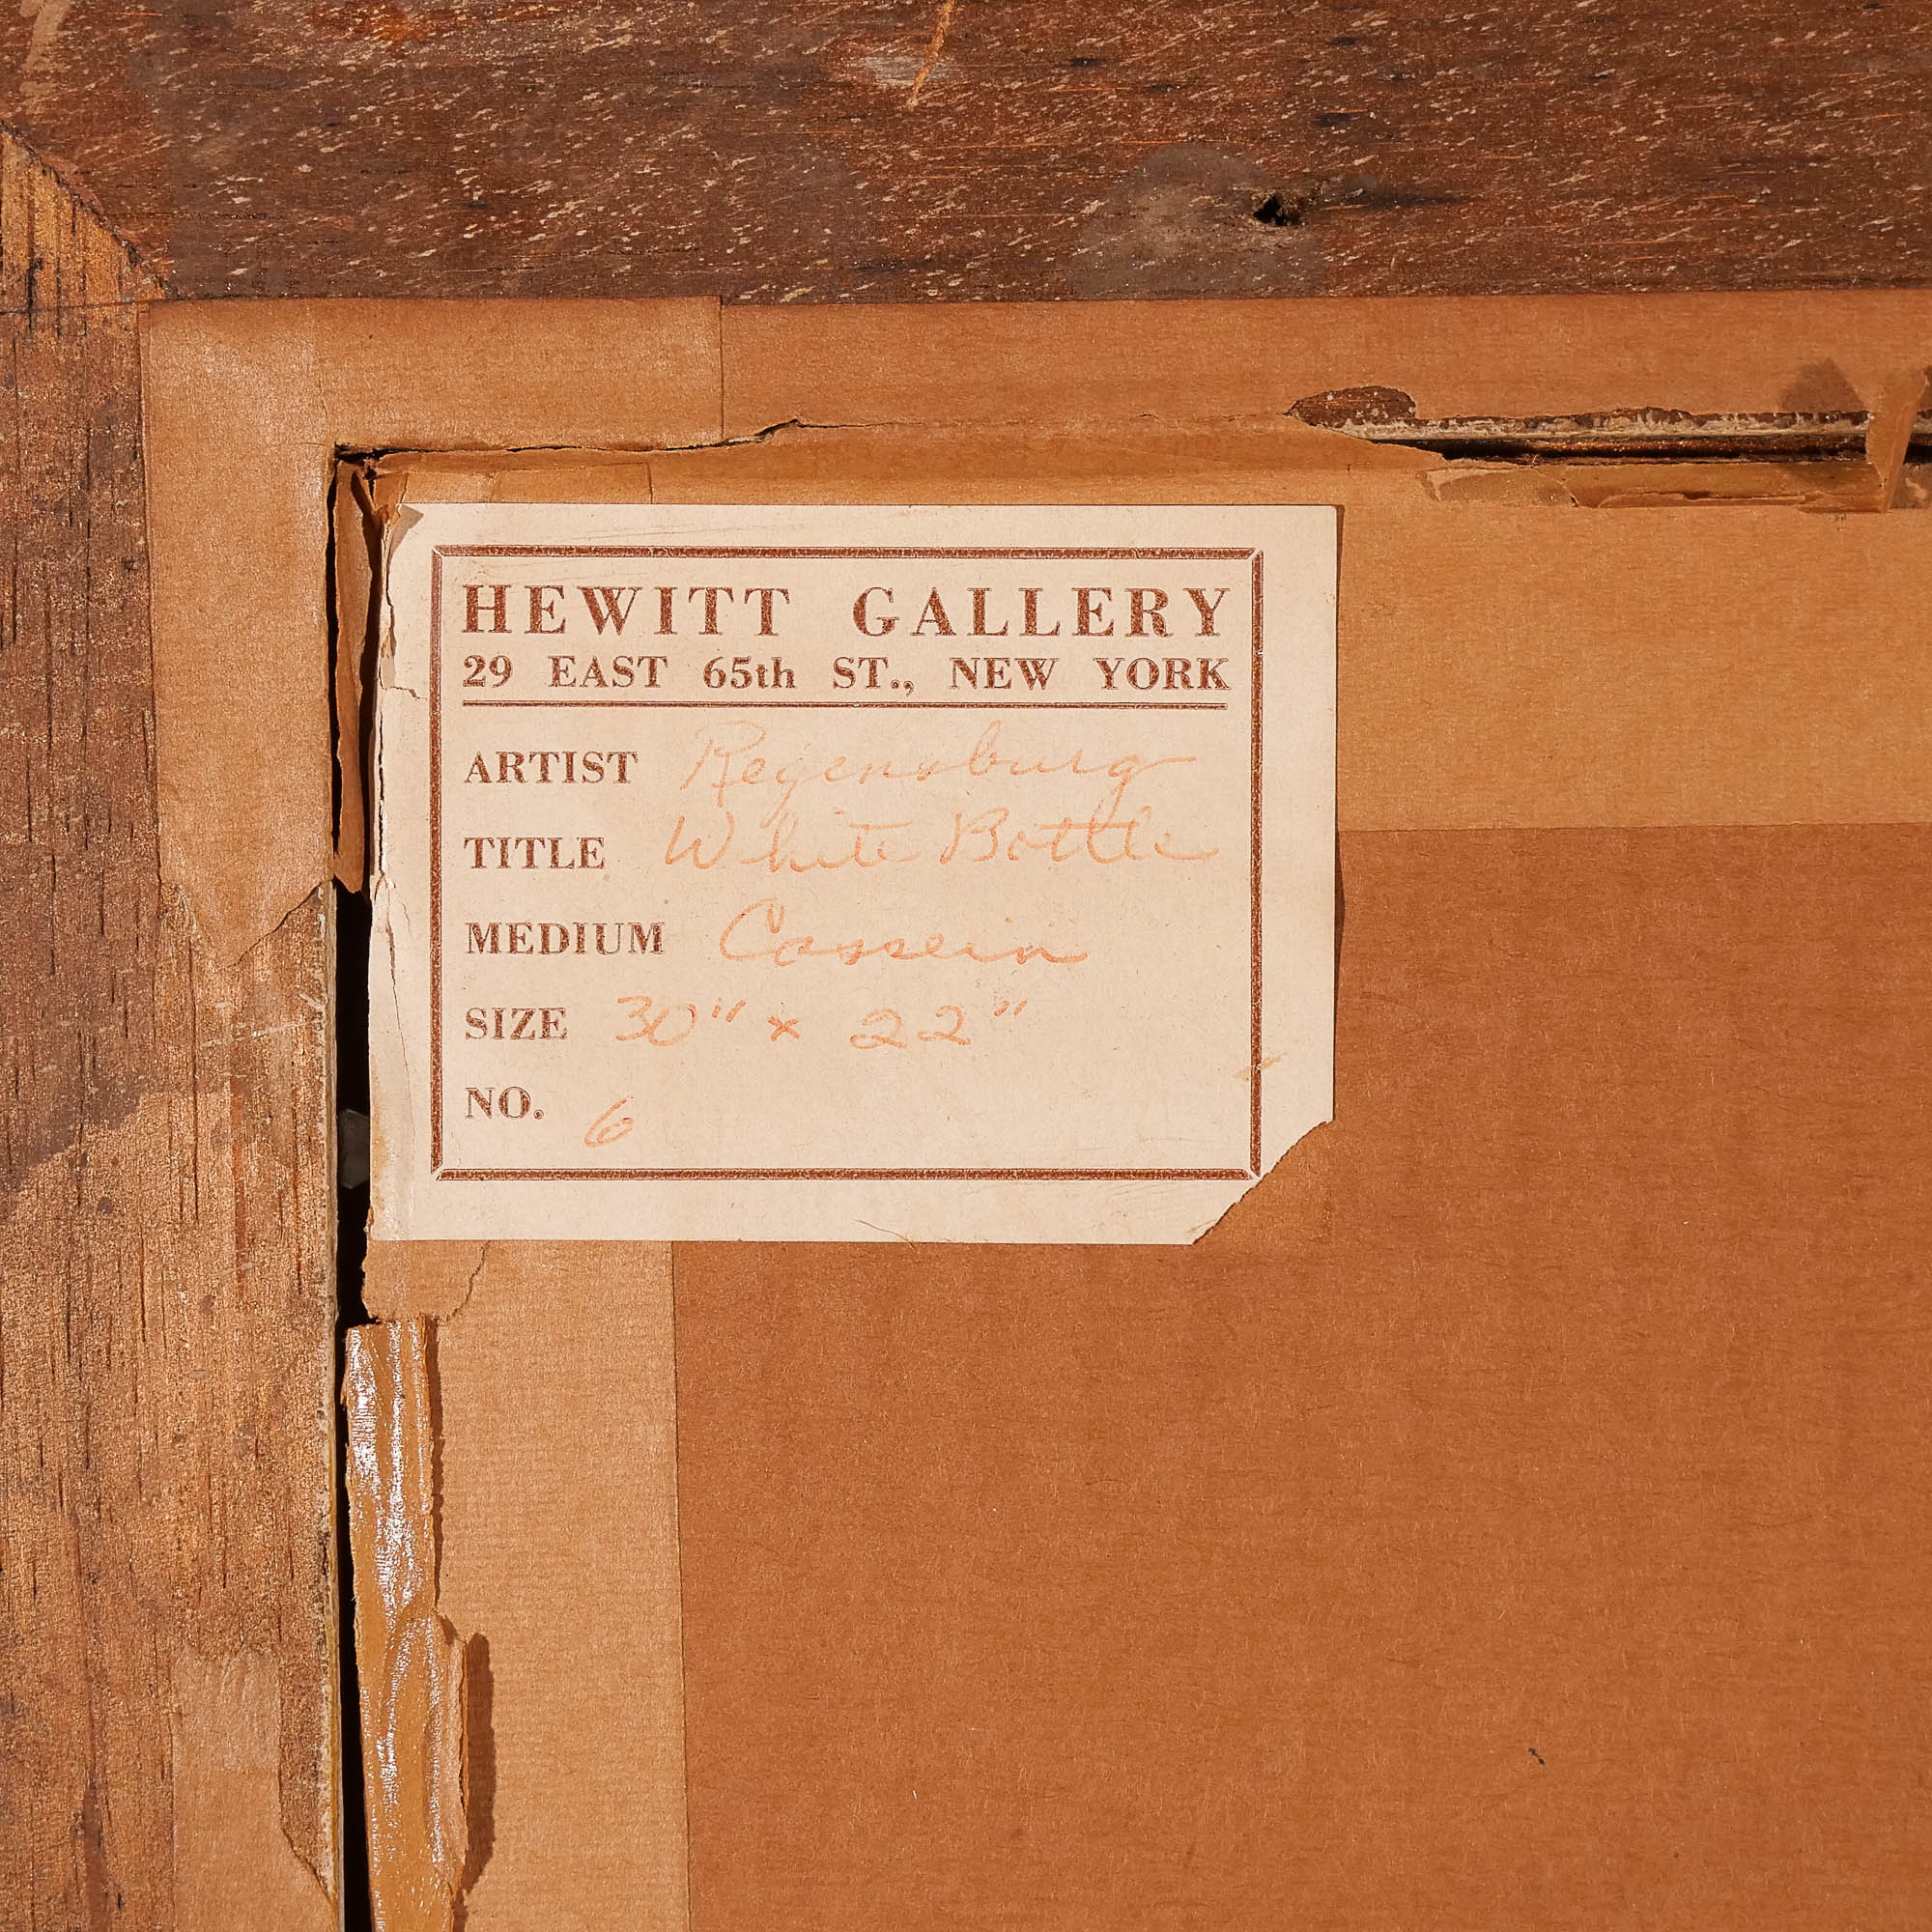 HEWITT GALLERY
29 EAST 65th ST., NEW YORK
ARTIST Regensburg
TITLE White Bottle
MEDIUM Cassein
SIZE 30" x 22"
NO. 6